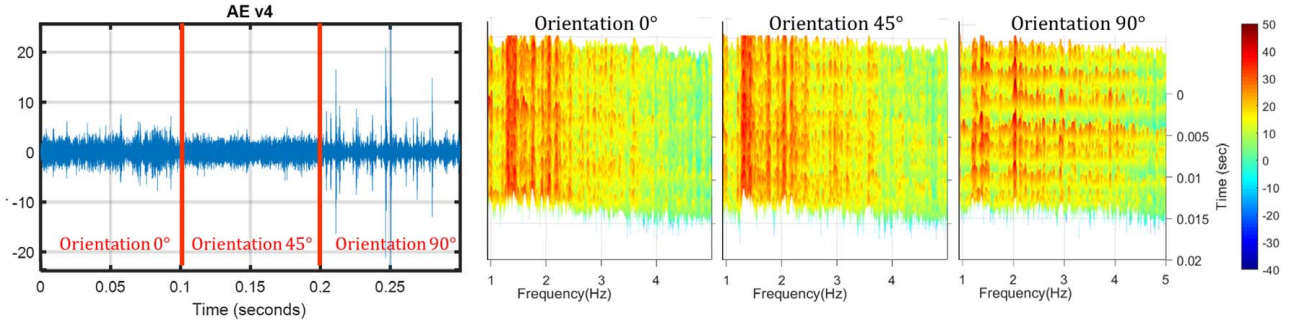 AE v4
20
10
0
-10
-20
Orientation 0° Orientation 45° Orientation 90°
0 0.05 0.1 0.15 0.2 0.25
Time (seconds)
Orientation 0°
1 2 3 4
Frequency(Hz)
Orientation 45°
1 2 3 4
Frequency(Hz)
Orientation 90°
1 2 3 4 5
Frequency(Hz)
0
0.005
0.01
0.015
0.02
Time (sec)
50
40
30
20
10
0
-10
-20
-30
-40